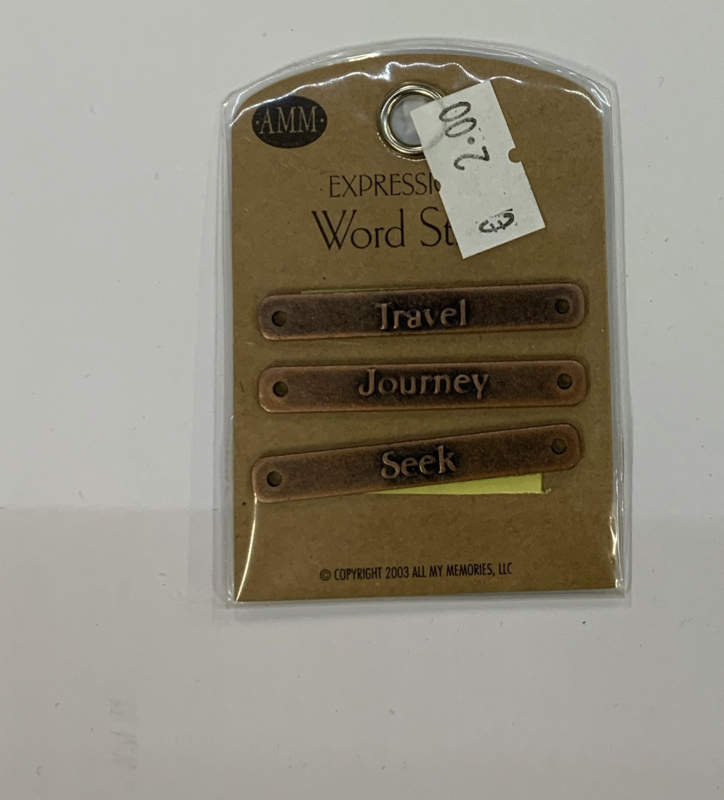 ·AMM·
2.00
€
EXPRESSI
Word St
Travel
Journey
Seek
© COPYRIGHT 2003 ALL MY MEMORIES, LLC